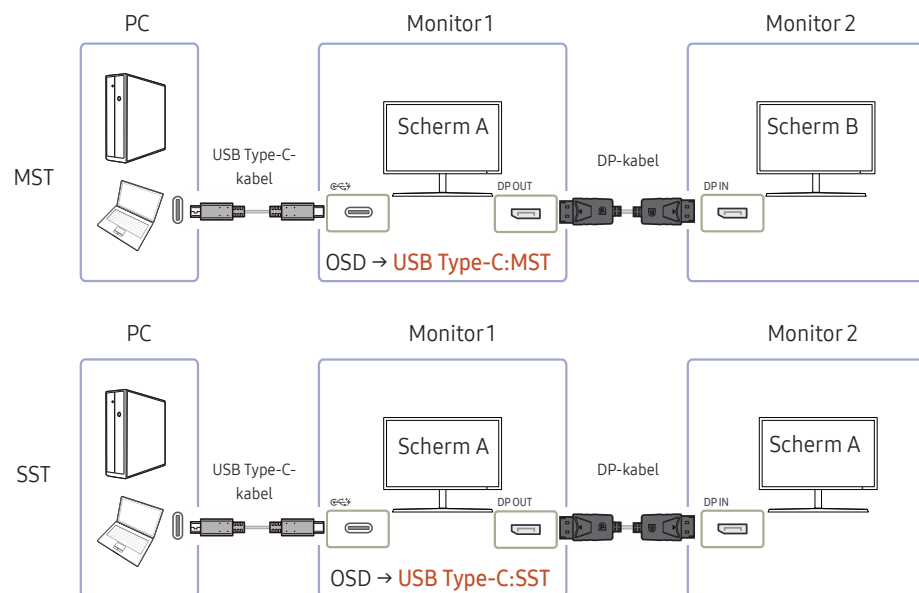 PC
Monitor 1
Monitor 2
MST
USB Type-C-
kabel
Scherm A
DP OUT
DP-kabel
Scherm B
DP IN
OSD → USB Type-C:MST
PC
Monitor 1
Monitor 2
SST
USB Type-C-
kabel
Scherm A
DP OUT
DP-kabel
Scherm A
DP IN
OSD → USB Type-C:SST